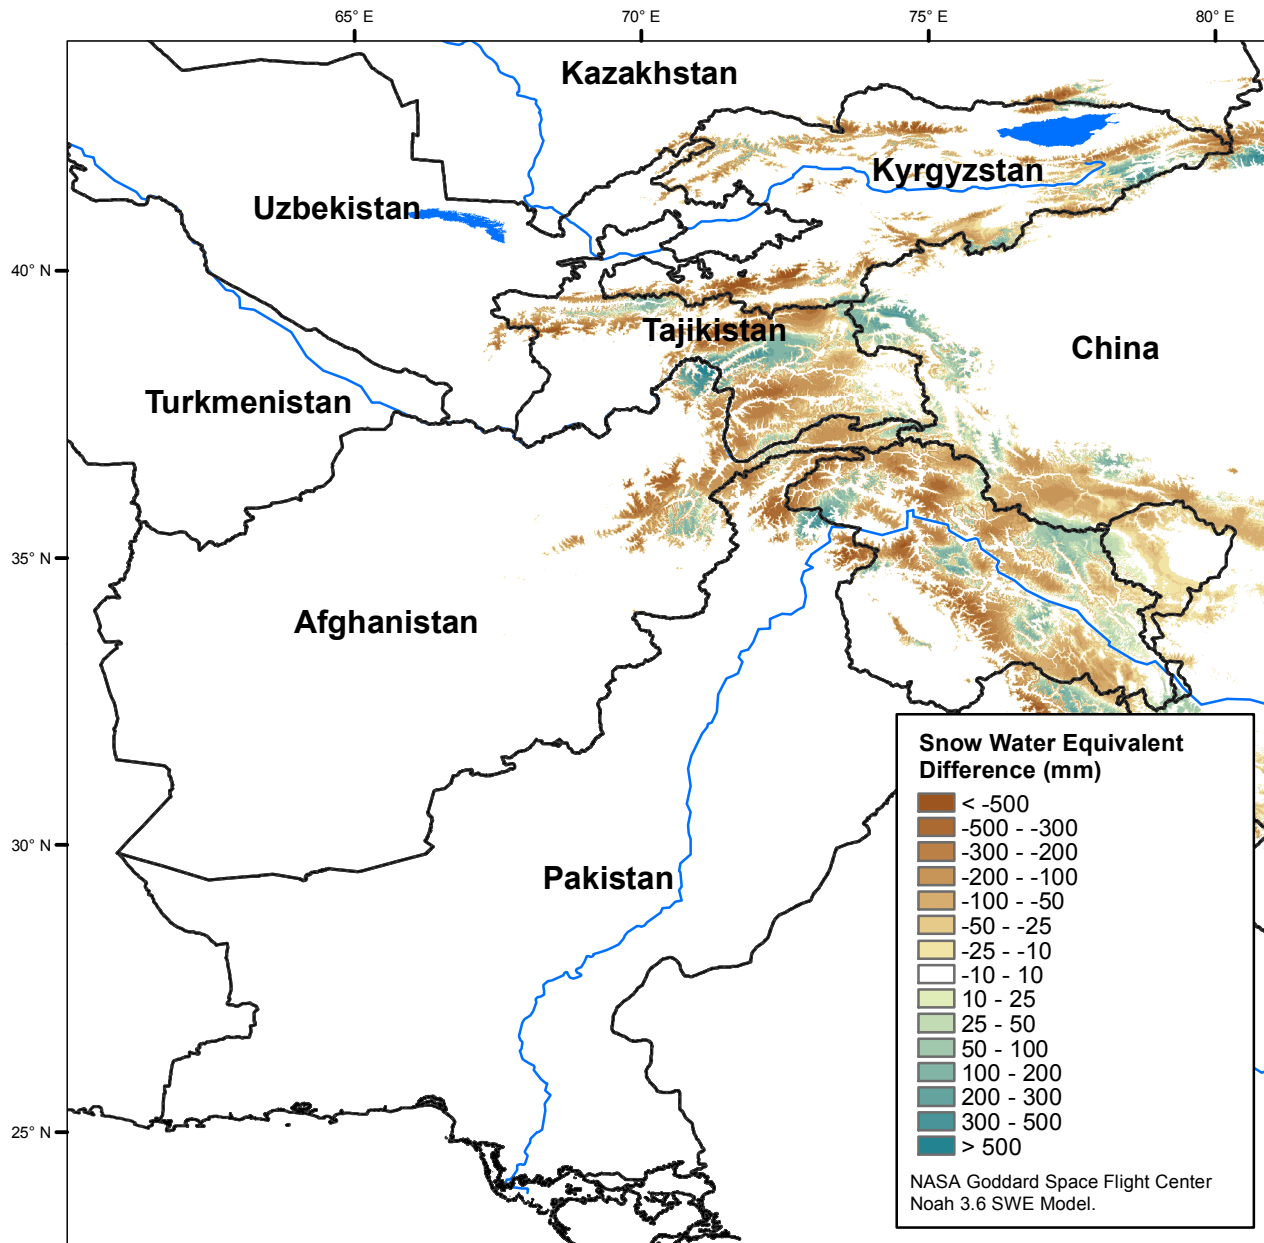 65° E
70° E
75° E
80° E
Kazakhstan
Kyrgyzstan
Uzbekistan
40° N
Tajikistan
China
Turkmenistan
35° N
Afghanistan
Snow Water Equivalent
Difference (mm)
< -500
-500 - -300
-300 - -200
-200 - -100
-100 - -50
-50 - -25
-25 - -10
-10 - 10
10 - 25
25 - 50
50 - 100
100 - 200
200 - 300
300 - 500
> 500
NASA Goddard Space Flight Center
Noah 3.6 SWE Model.
30° N
Pakistan
25° N